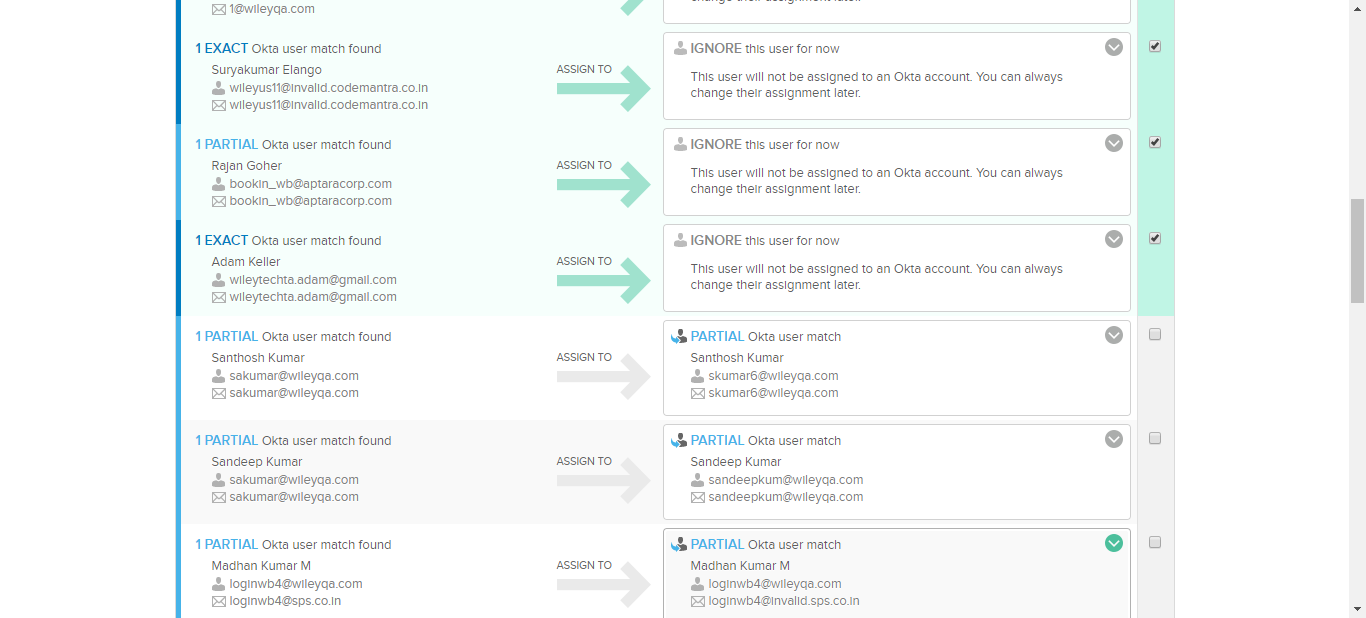 1@wileyqa.com
change their assignment later.
1 EXACT Okta user match found
Suryakumar Elango
wileyus11@invalid.codemantra.co.in
wileyus11@invalid.codemantra.co.in
ASSIGN TO
IGNORE this user for now
This user will not be assigned to an Okta account. You can always
change their assignment later.
1 PARTIAL Okta user match found
Rajan Goher
bookin_wb@aptaracorp.com
bookin_wb@aptaracorp.com
ASSIGN TO
IGNORE this user for now
This user will not be assigned to an Okta account. You can always
change their assignment later.
1 EXACT Okta user match found
Adam Keller
wileytechta.adam@gmail.com
wileytechta.adam@gmail.com
ASSIGN TO
IGNORE this user for now
This user will not be assigned to an Okta account. You can always
change their assignment later.
1 PARTIAL Okta user match found
Santhosh Kumar
sakumar@wileyqa.com
sakumar@wileyqa.com
ASSIGN TO
PARTIAL Okta user match
Santhosh Kumar
skumar6@wileyqa.com
skumar6@wileyqa.com
1 PARTIAL Okta user match found
Sandeep Kumar
sakumar@wileyqa.com
sakumar@wileyqa.com
ASSIGN TO
PARTIAL Okta user match
Sandeep Kumar
sandeepkum@wileyqa.com
sandeepkum@wileyqa.com
1 PARTIAL Okta user match found
Madhan Kumar M
loginwb4@wileyqa.com
loginwb4@sps.co.in
ASSIGN TO
PARTIAL Okta user match
Madhan Kumar M
loginwb4@wileyqa.com
loginwb4@invalid.sps.co.in